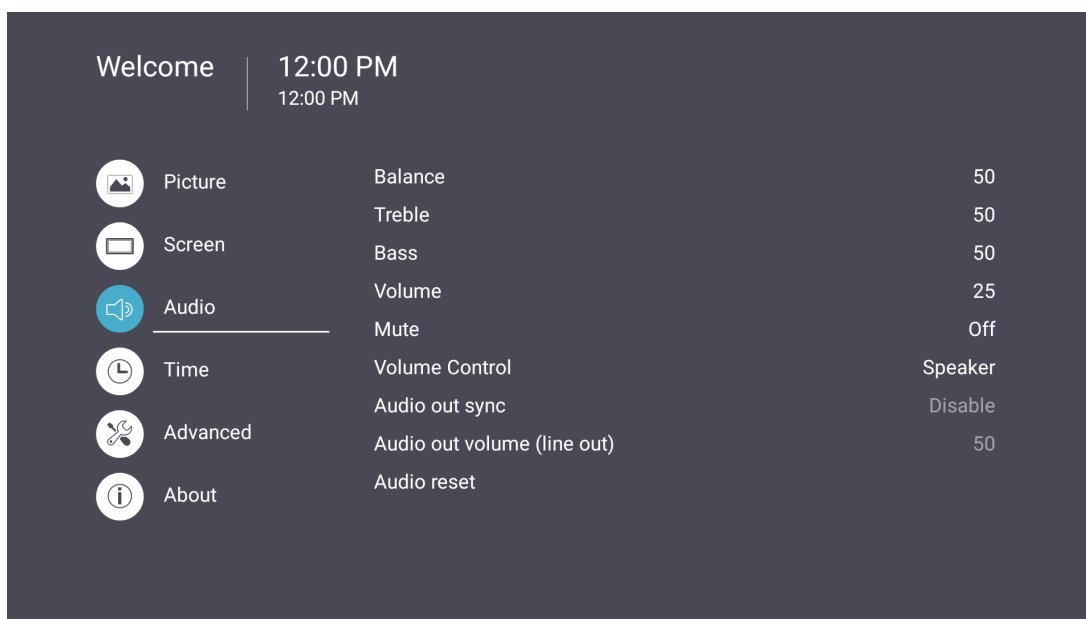 Welcome
12:00 PM
12:00 PM
Picture
Screen
Audio
Time
Advanced
About
Balance 50
Treble 50
Bass 50
Volume 25
Mute Off
Volume Control Speaker
Audio out sync Disable
Audio out volume (line out) 50
Audio reset